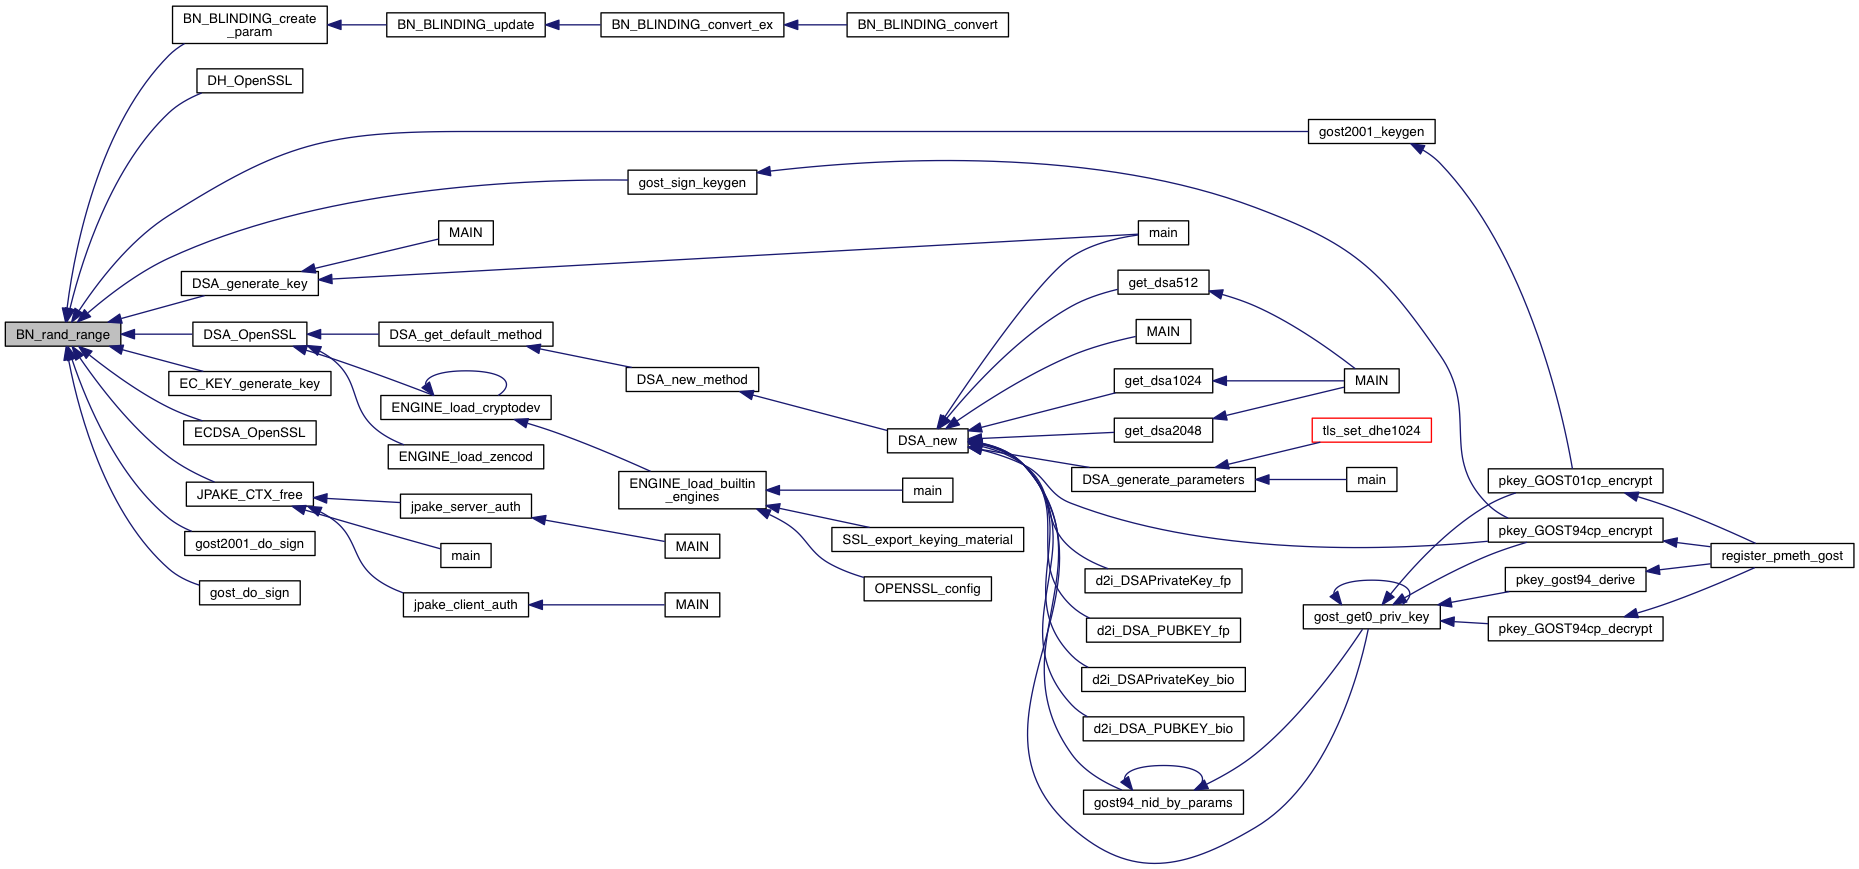 BN_BLINDING_create
_param
BN_BLINDING_update
BN_BLINDING_convert_ex
BN_BLINDING_convert
DH_OpenSSL
gost2001_keygen
gost_sign_keygen
MAIN
main
DSA_generate_key
get_dsa512
BN_rand_range
DSA_OpenSSL
DSA_get_default_method
MAIN
EC_KEY_generate_key
DSA_new_method
get_dsa1024
MAIN
ENGINE_load_cryptodev
ECDSA_OpenSSL
DSA_new
get_dsa2048
tls_set_dhe1024
ENGINE_load_zencod
DSA_generate_parameters
main
pkey_GOST01cp_encrypt
JPAKE_CTX_free
jpake_server_auth
ENGINE_load_builtin
_engines
main
pkey_GOST94cp_encrypt
gost2001_do_sign
main
MAIN
SSL_export_keying_material
register_pmeth_gost
gost_do_sign
jpake_client_auth
MAIN
OPENSSL_config
d2i_DSAPrivateKey_fp
pkey_gost94_derive
gost_get0_priv_key
d2i_DSA_PUBKEY_fp
pkey_GOST94cp_decrypt
d2i_DSAPrivateKey_bio
d2i_DSA_PUBKEY_bio
gost94_nid_by_params